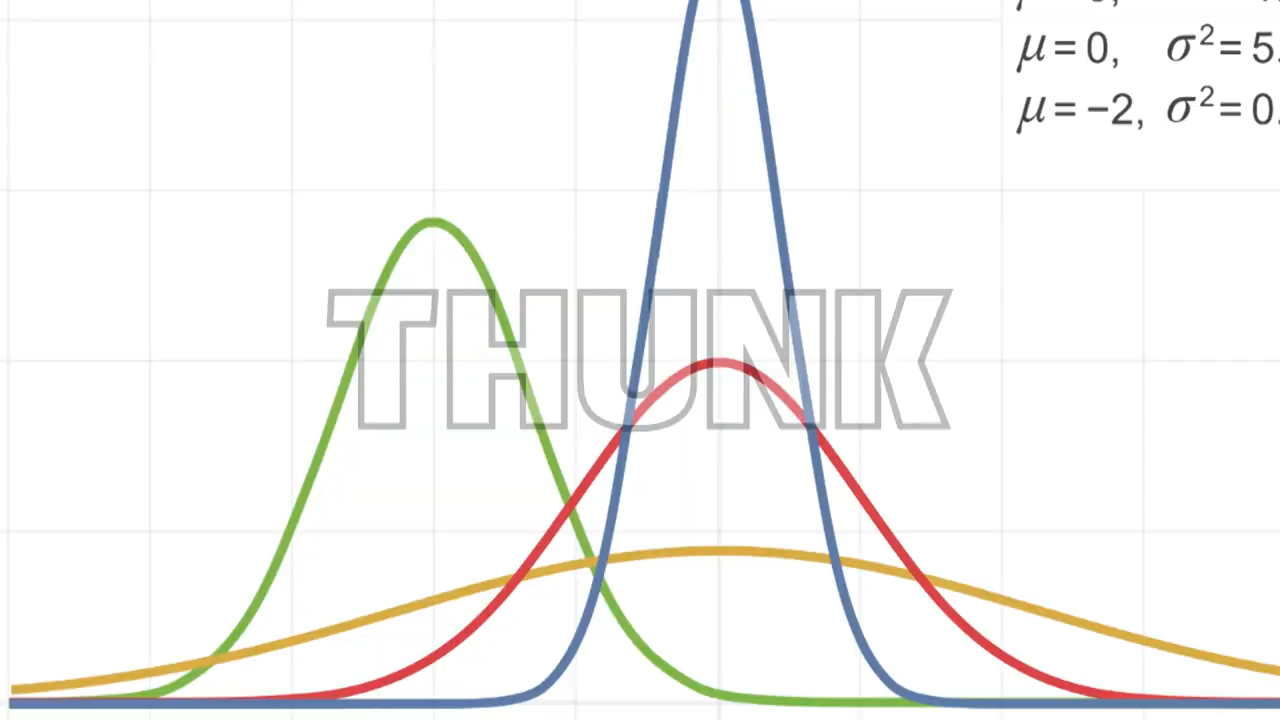 μ = 0, σ² = 5.
μ = −2, σ² = 0.
THUNK